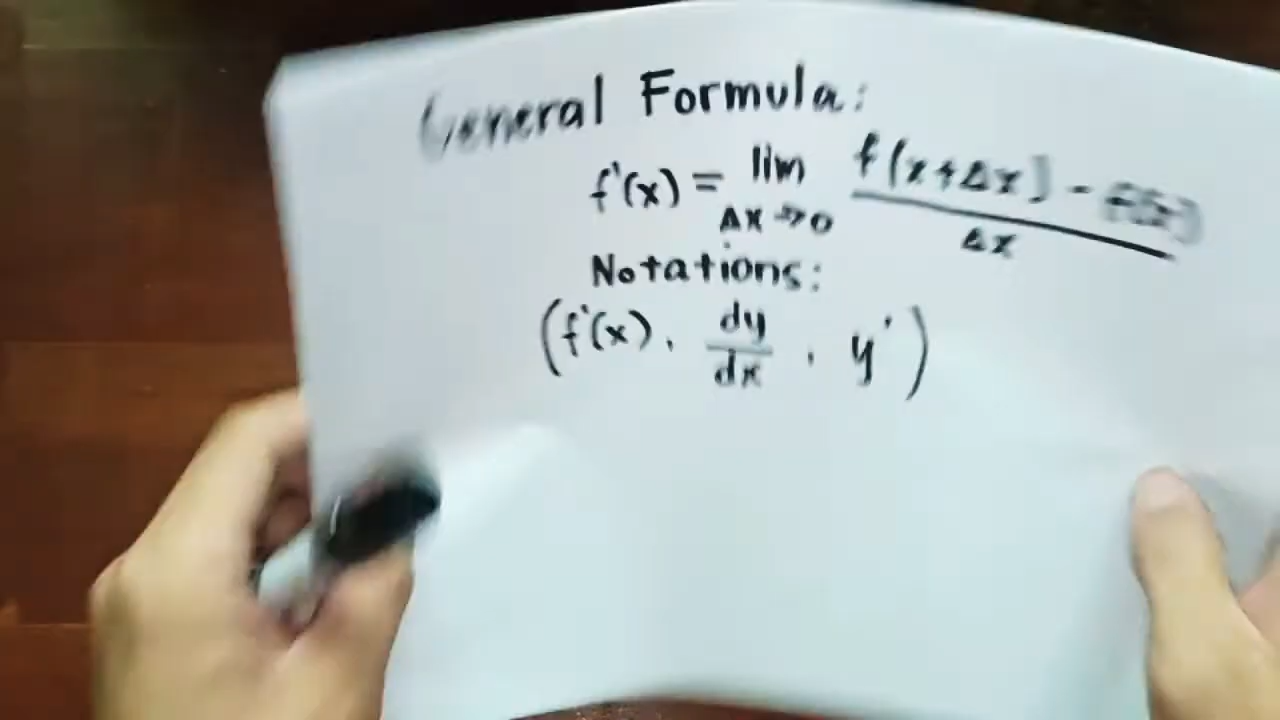 General Formula:
f'(x) = lim Δx→0 f(x+Δx) - f(x) / Δx
Notations:
(f'(x), dy/dx, y')